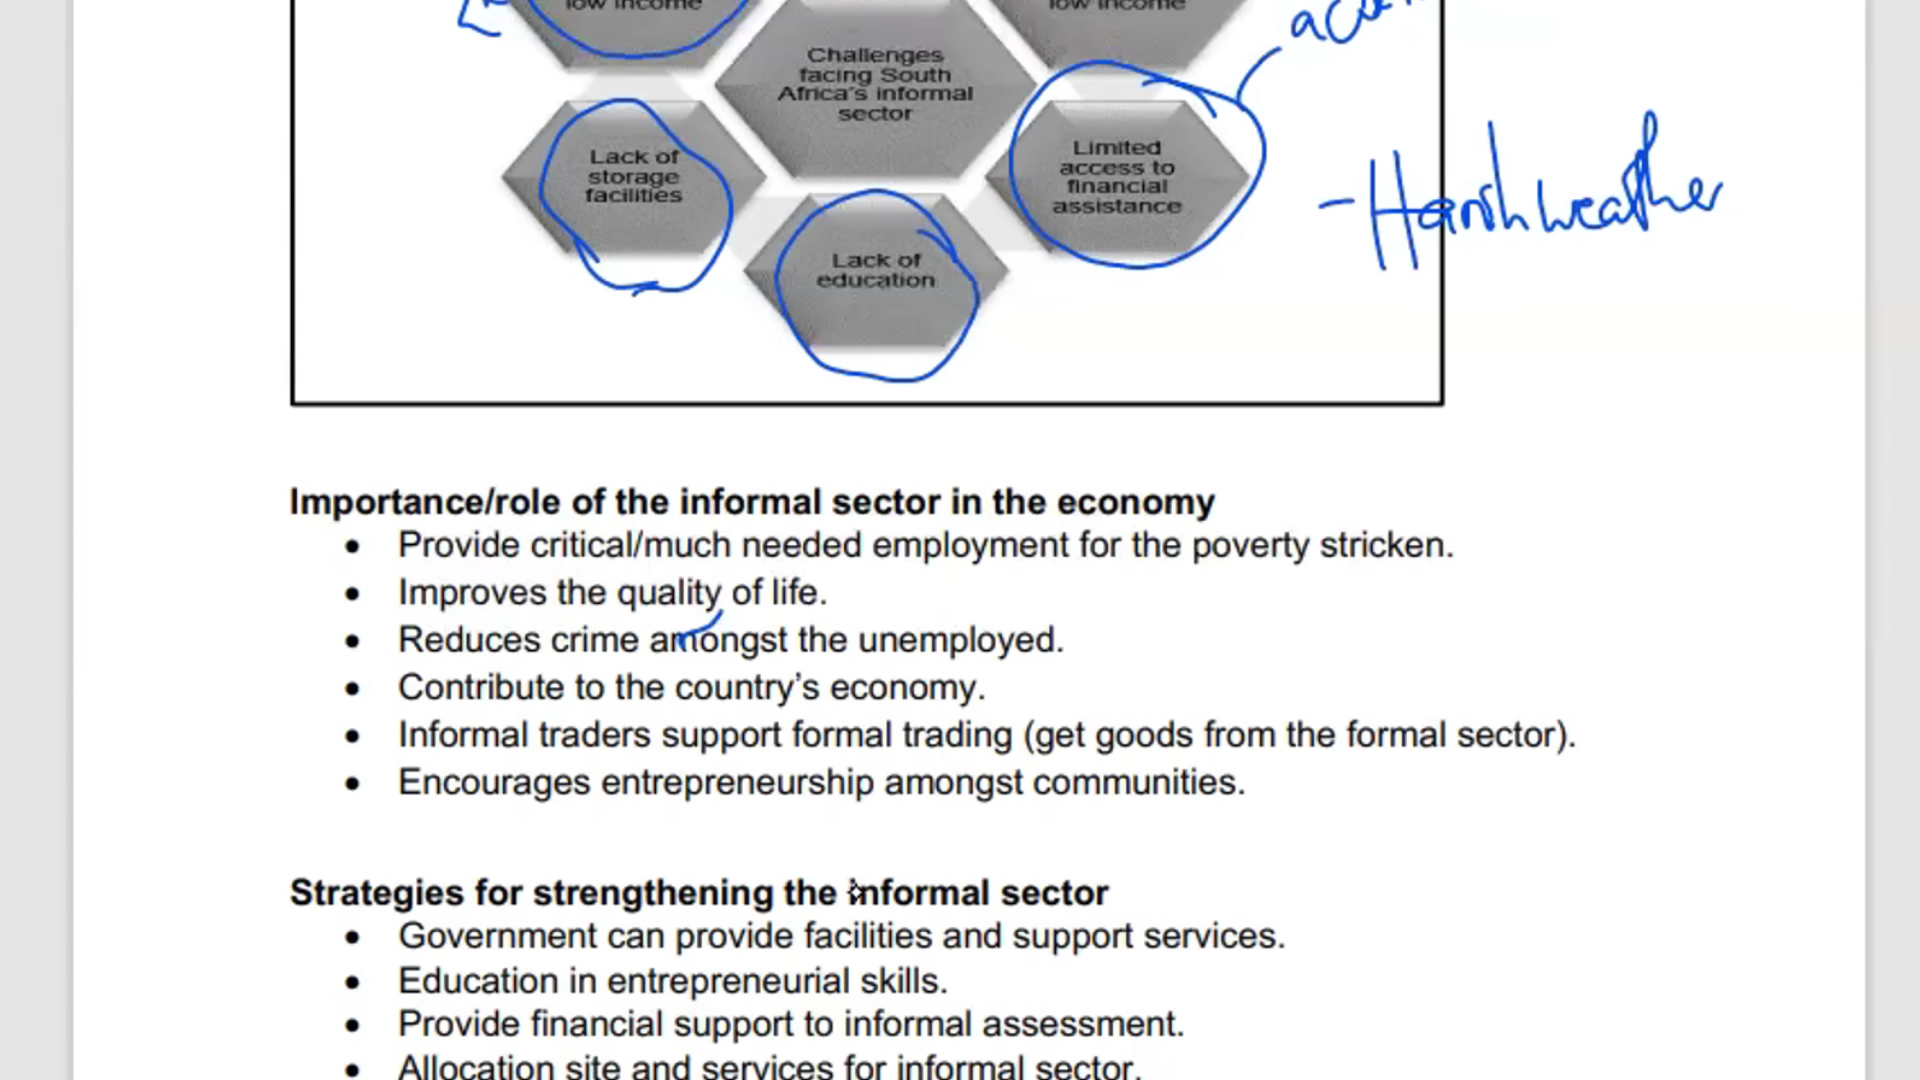 low income
low income
Challenges
facing South
Africa's informal
sector
Lack of
storage
facilities
Limited
access to
financial
assistance
Lack of
education
- Harsh weather
Importance/role of the informal sector in the economy
• Provide critical/much needed employment for the poverty stricken.
• Improves the quality of life.
• Reduces crime amongst the unemployed.
• Contribute to the country's economy.
• Informal traders support formal trading (get goods from the formal sector).
• Encourages entrepreneurship amongst communities.
Strategies for strengthening the informal sector
• Government can provide facilities and support services.
• Education in entrepreneurial skills.
• Provide financial support to informal assessment.
• Allocation site and services for informal sector.